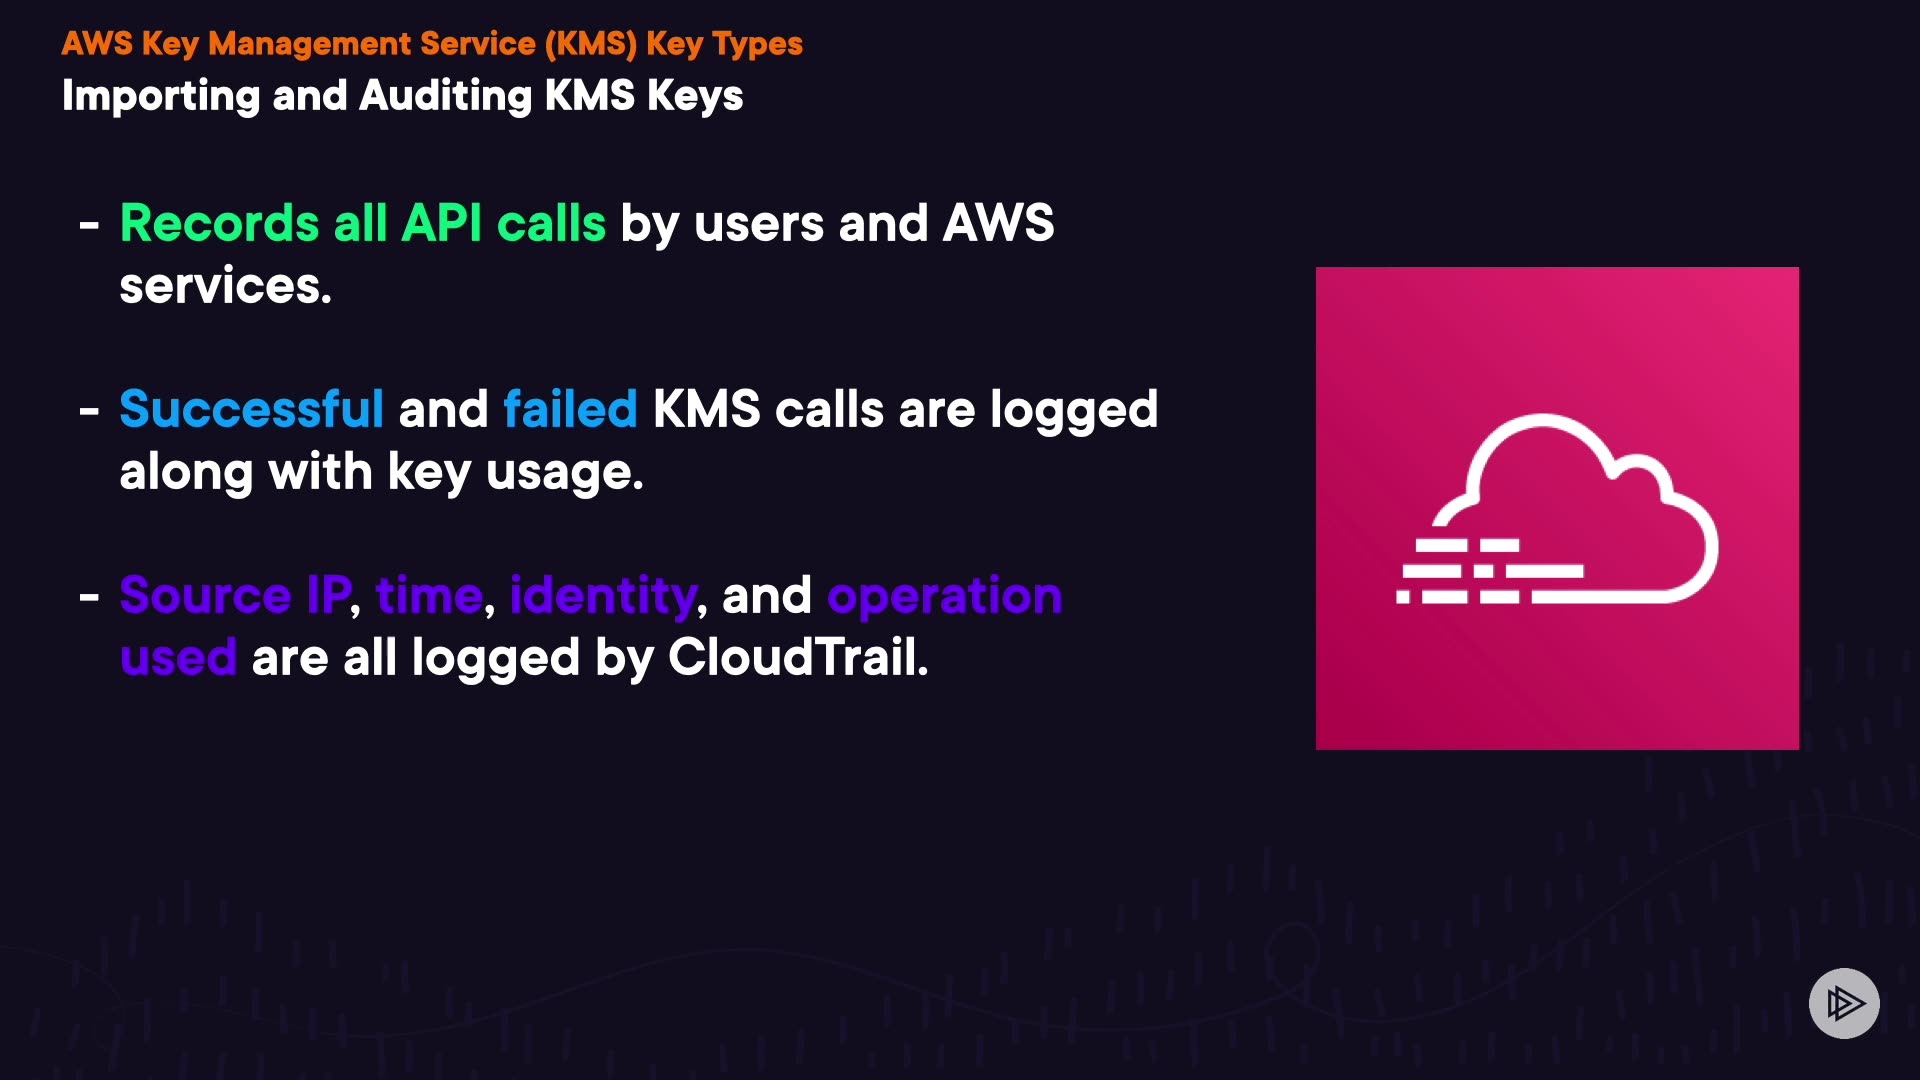 AWS Key Management Service (KMS) Key Types
Importing and Auditing KMS Keys
- Records all API calls by users and AWS
services.
- Successful and failed KMS calls are logged
along with key usage.
- Source IP, time, identity, and operation
used are all logged by CloudTrail.